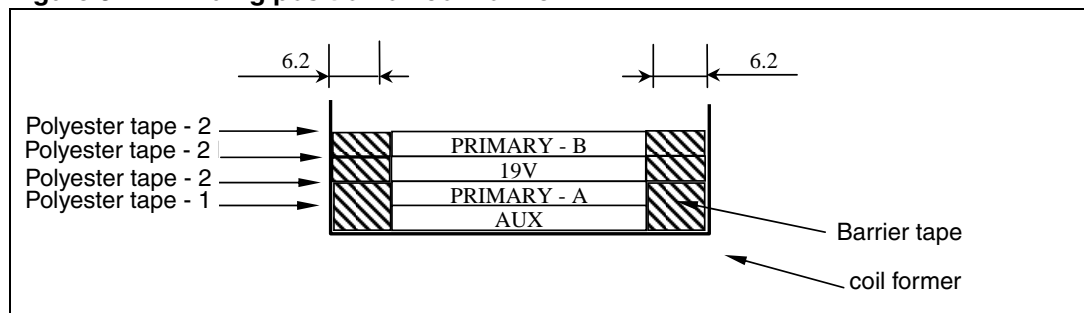 6.2
6.2
Polyester tape - 2
Polyester tape - 2
Polyester tape - 2
Polyester tape - 1
PRIMARY - B
19V
PRIMARY - A
AUX
Barrier tape
coil former